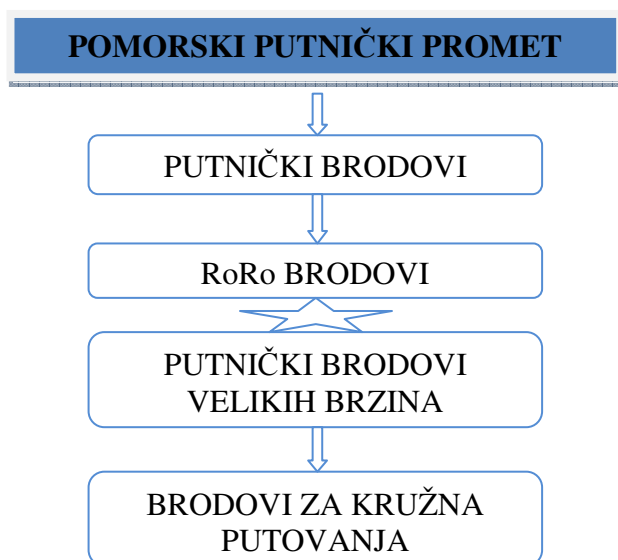 POMORSKI PUTNIČKI PROMET
PUTNIČKI BRODOVI
RoRo BRODOVI
PUTNIČKI BRODOVI
VELIKIH BRZINA
BRODOVI ZA KRUŽNA
PUTOVANJA